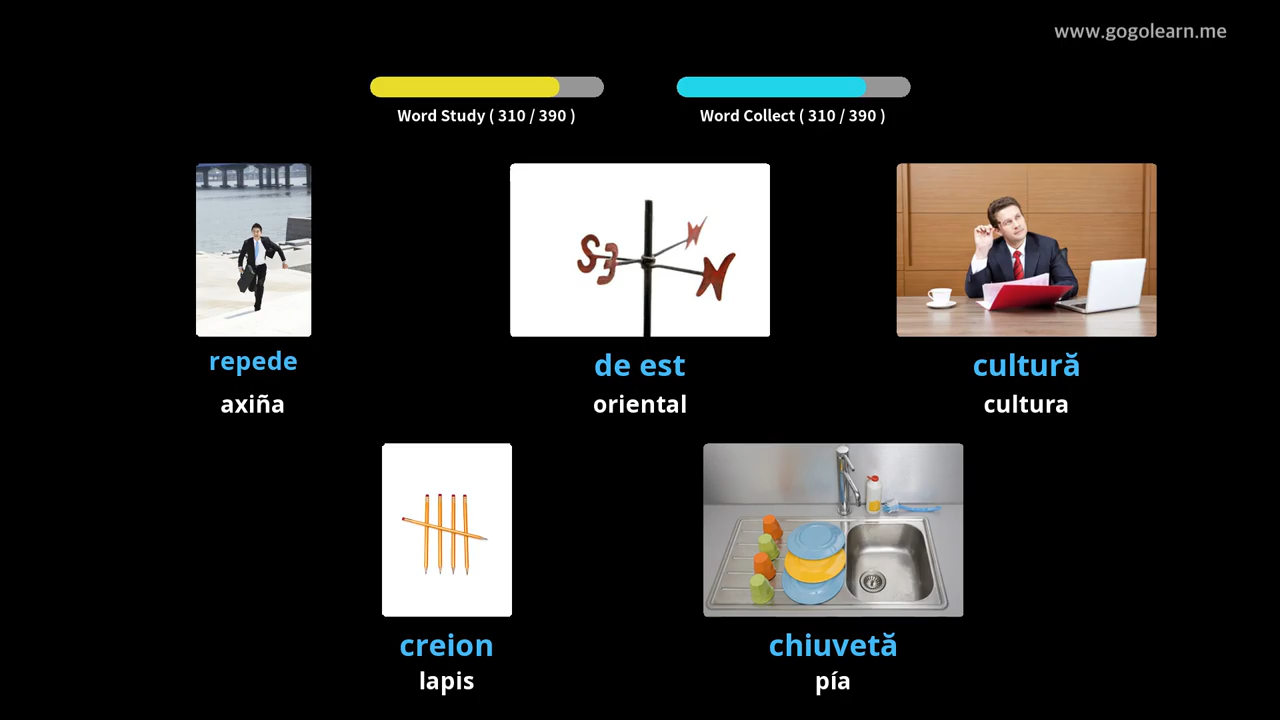 www.gogolearn.me
Word Study ( 310 / 390 )
Word Collect ( 310 / 390 )
S E N W
repede
axiña
de est
oriental
cultură
cultura
creion
lapis
chiuvetă
pía